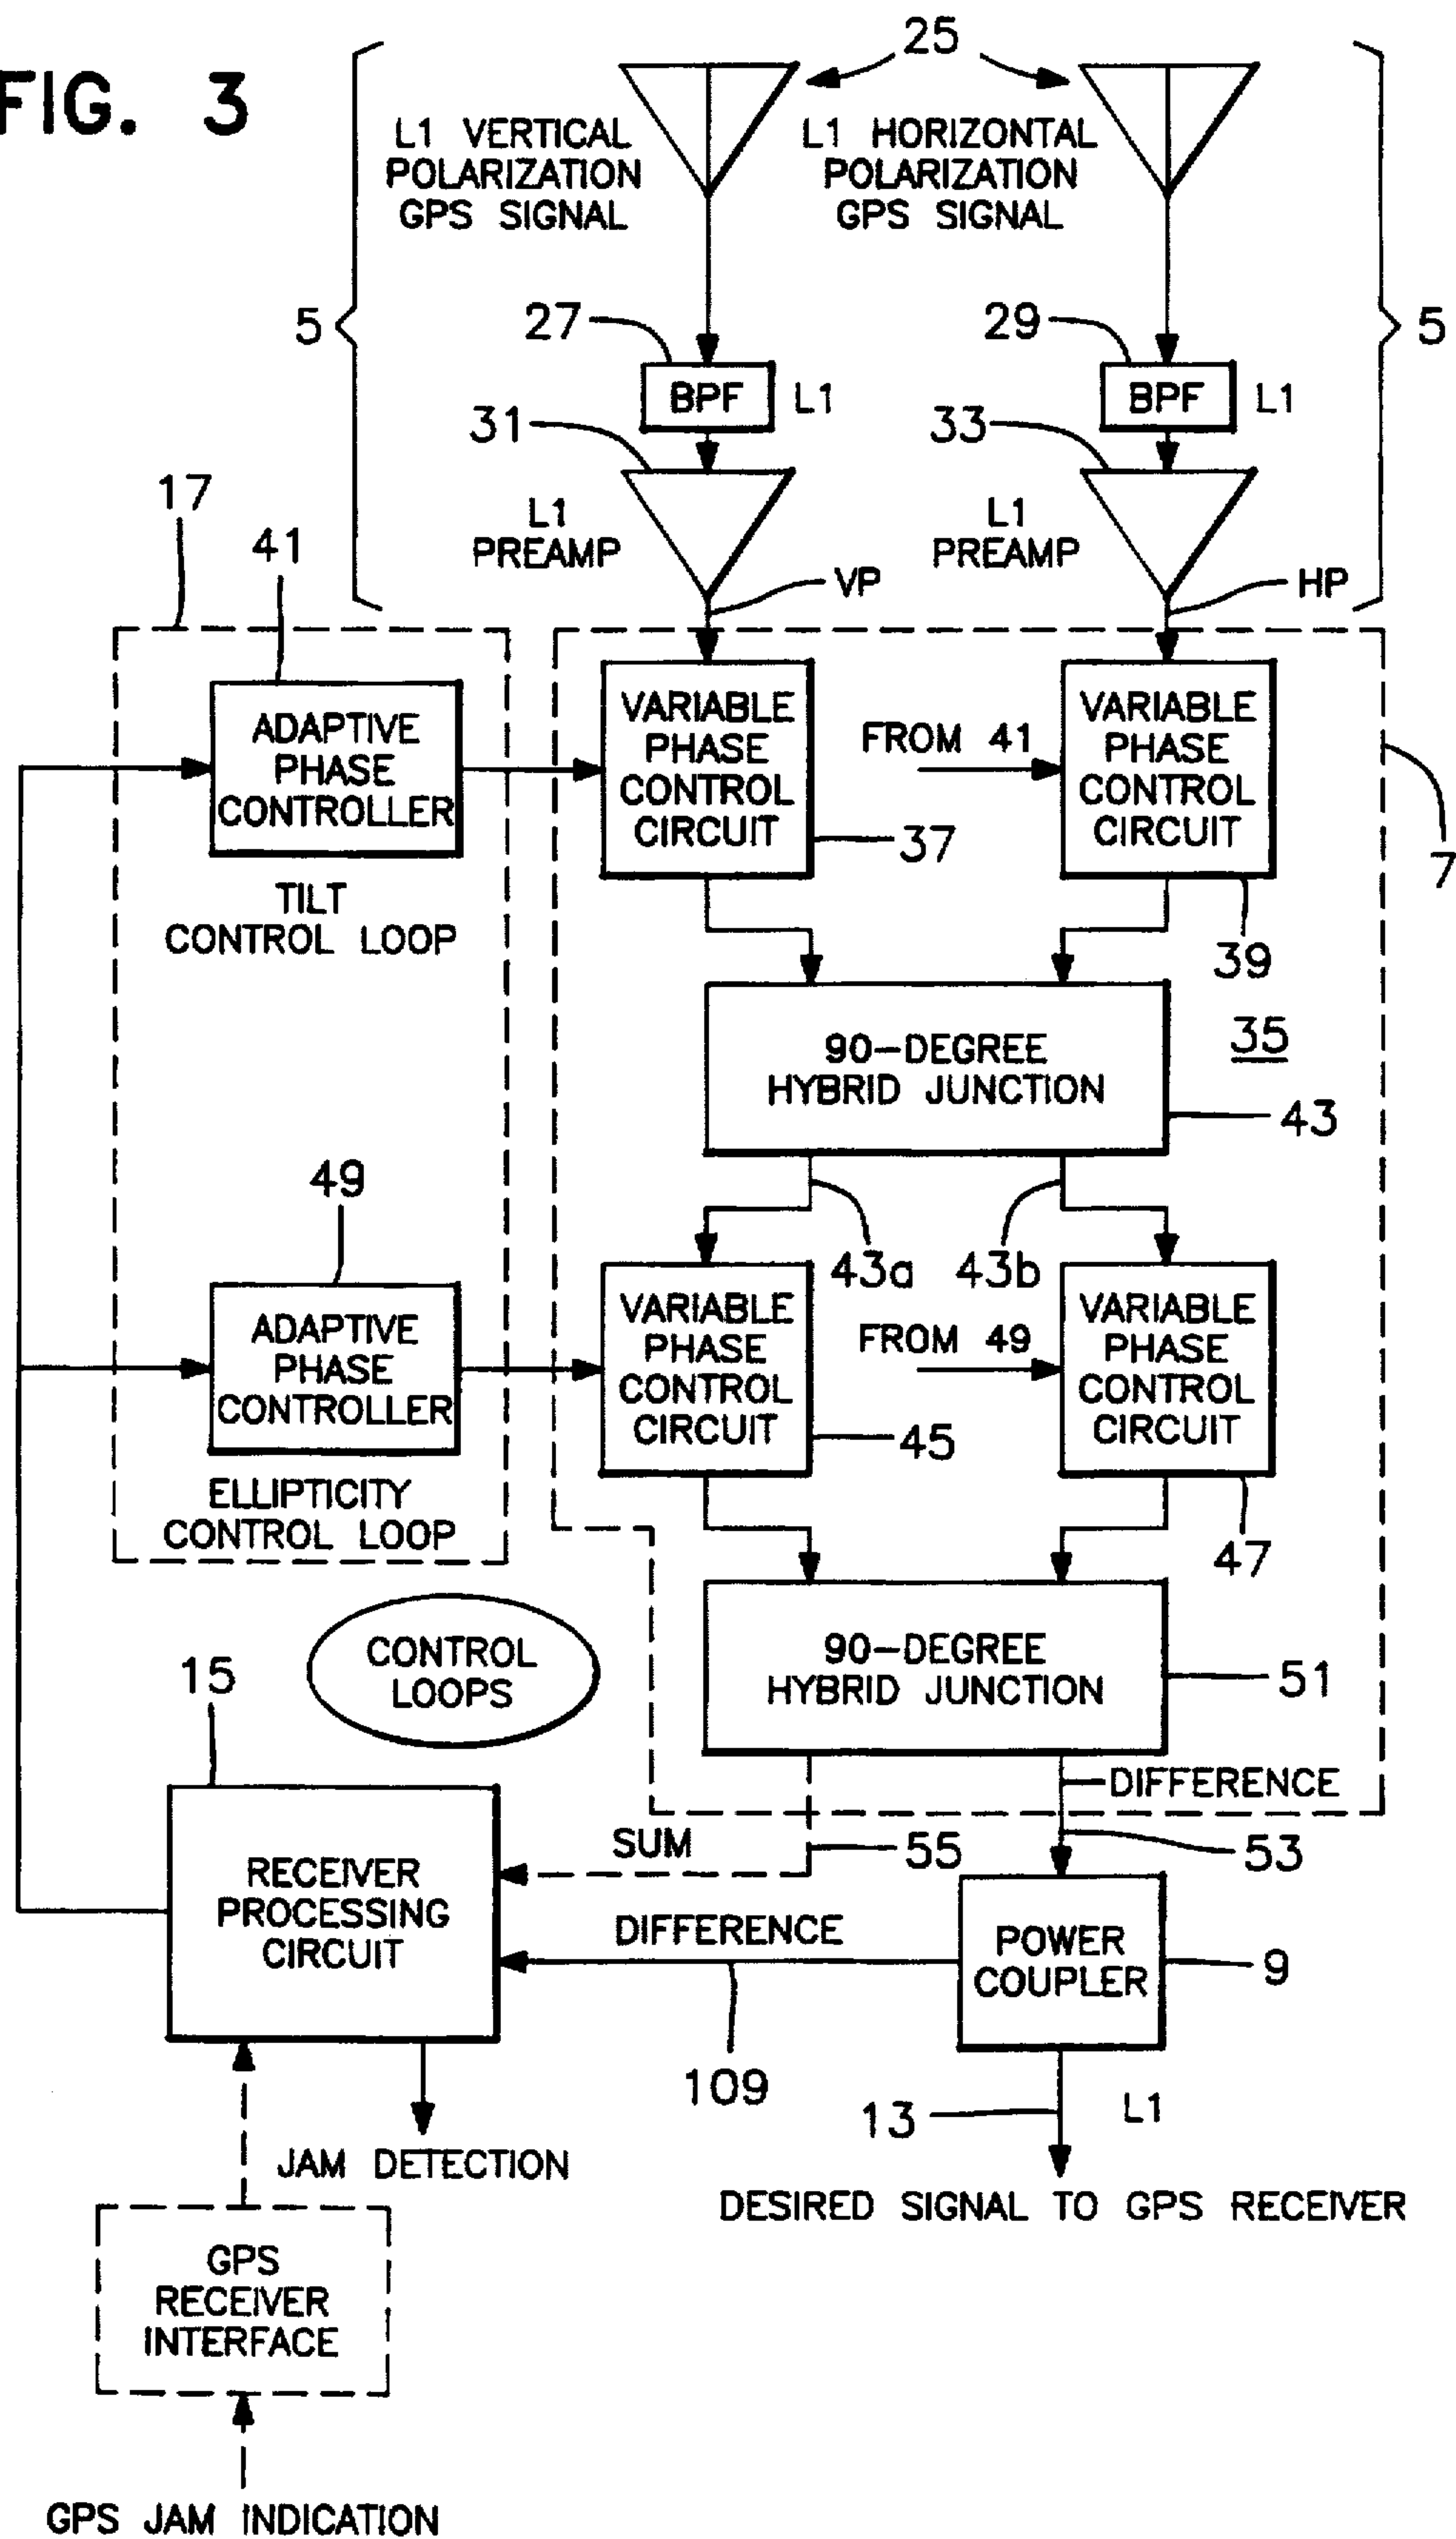 FIG. 3
25
L1 VERTICAL
POLARIZATION
GPS SIGNAL
L1 HORIZONTAL
POLARIZATION
GPS SIGNAL
5
5
27
BPF
L1
29
BPF
L1
31
L1
PREAMP
33
L1
PREAMP
VP
HP
17
41
ADAPTIVE
PHASE
CONTROLLER
TILT
CONTROL LOOP
VARIABLE
PHASE
CONTROL
CIRCUIT
37
FROM 41
VARIABLE
PHASE
CONTROL
CIRCUIT
39
7
90-DEGREE
HYBRID JUNCTION
35
43
43a
43b
49
ADAPTIVE
PHASE
CONTROLLER
ELLIPTICITY
CONTROL LOOP
VARIABLE
PHASE
CONTROL
CIRCUIT
45
FROM 49
VARIABLE
PHASE
CONTROL
CIRCUIT
47
CONTROL
LOOPS
90-DEGREE
HYBRID JUNCTION
51
DIFFERENCE
15
RECEIVER
PROCESSING
CIRCUIT
SUM
55
53
DIFFERENCE
109
POWER
COUPLER
9
13
L1
JAM DETECTION
DESIRED SIGNAL TO GPS RECEIVER
GPS
RECEIVER
INTERFACE
GPS JAM INDICATION